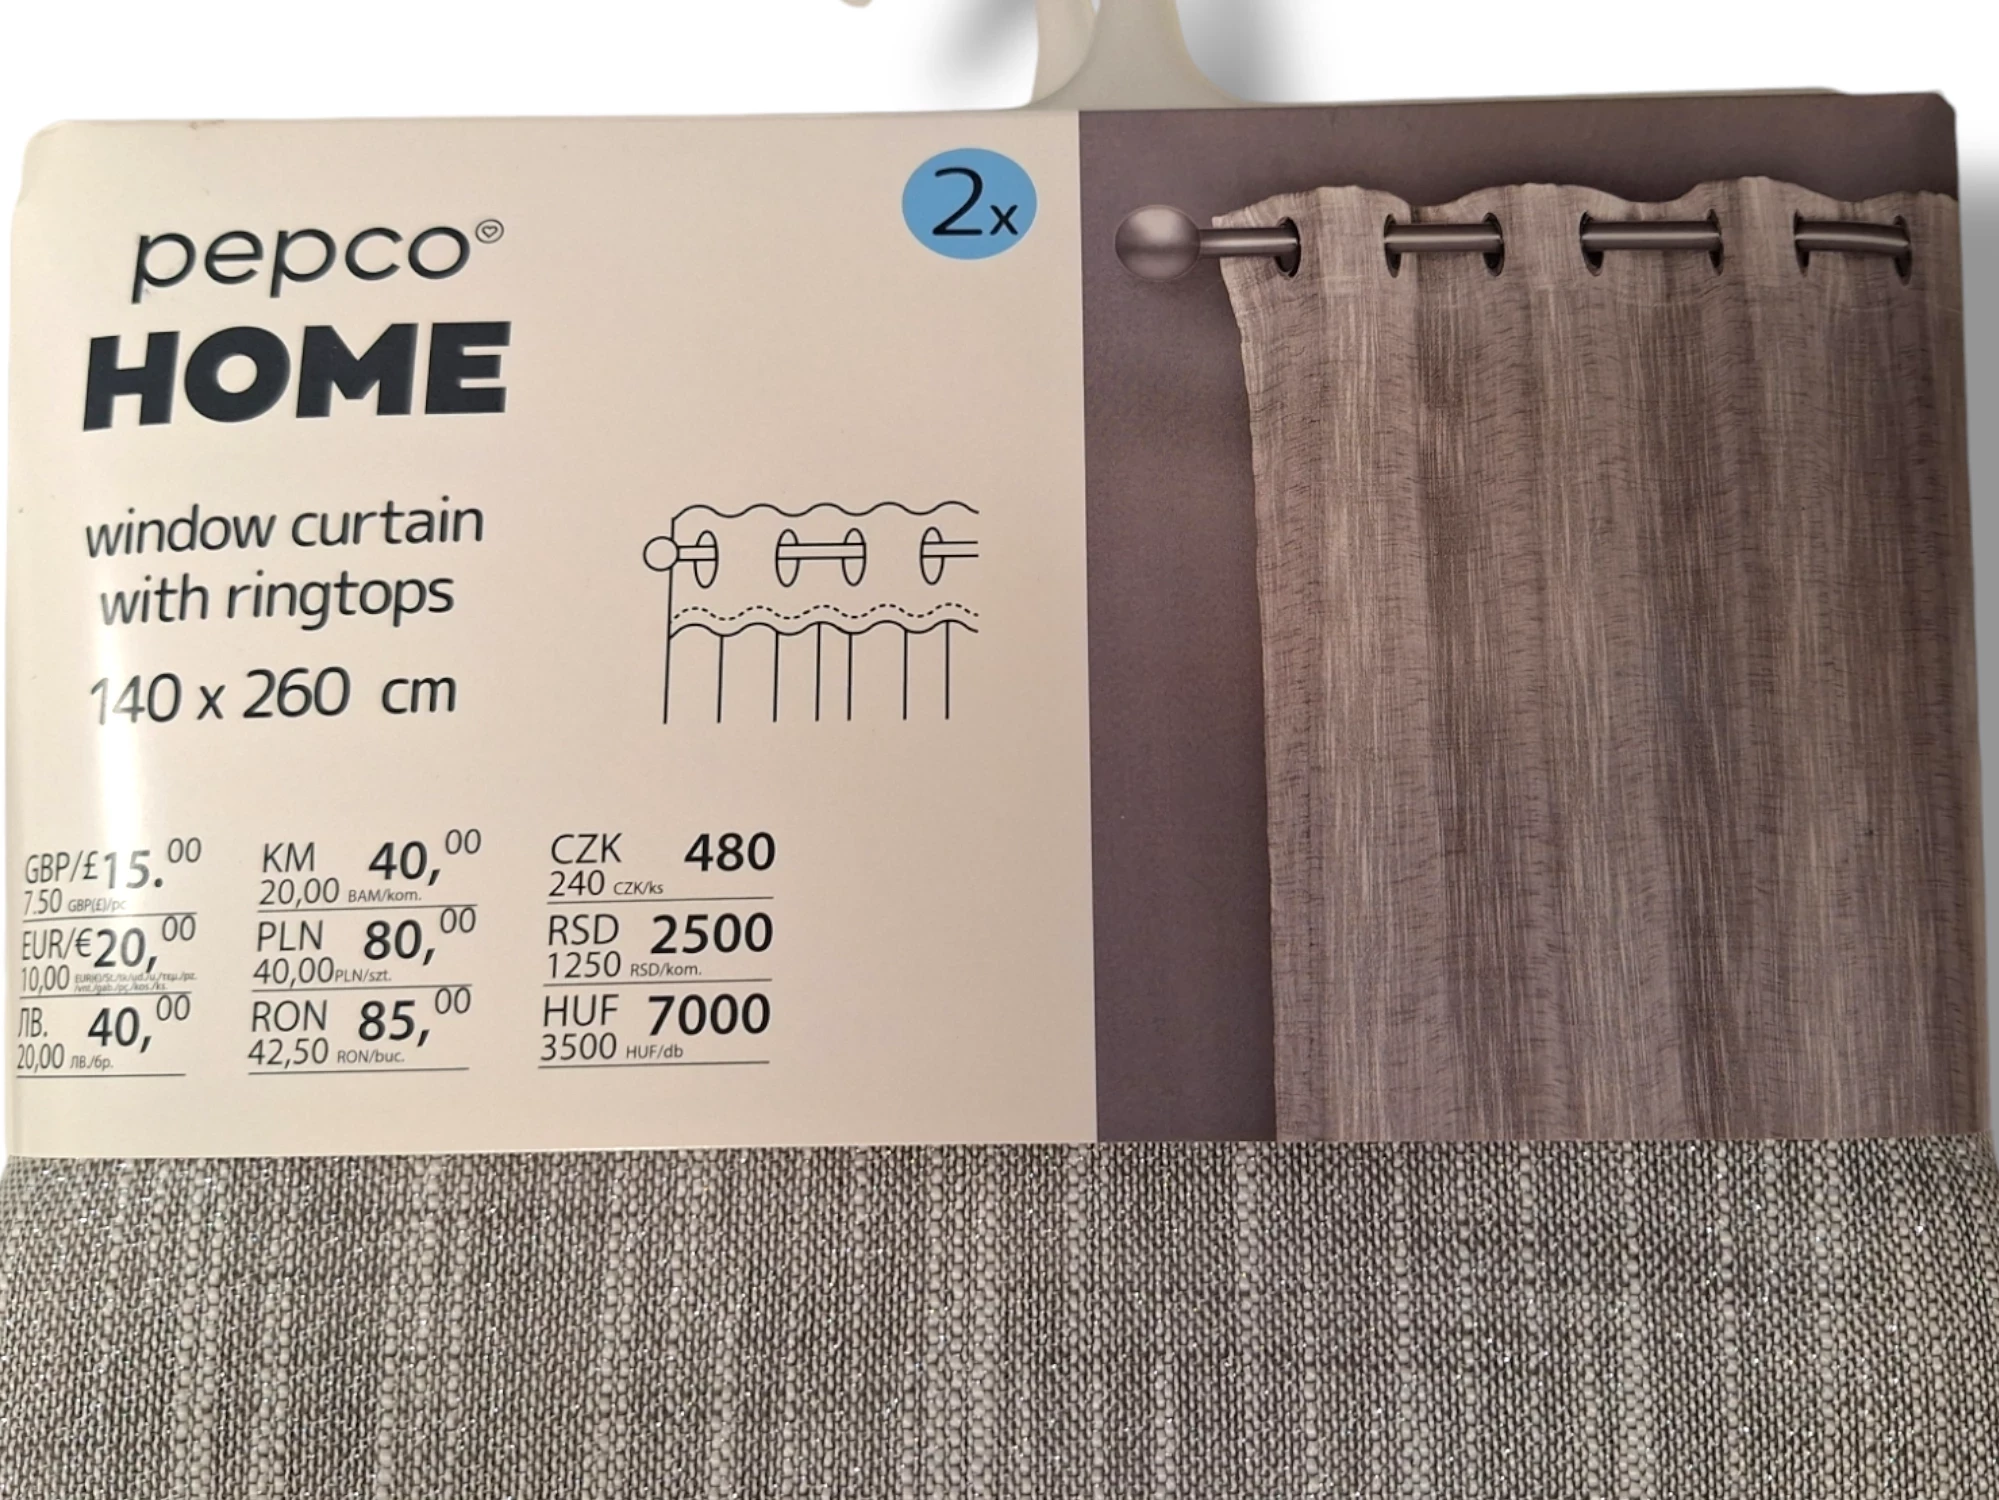 pepco
HOME
2x
window curtain
with ringtops
140 x 260 cm
GBP/£15.00
7.50 GBP(£)/pc
EUR/€20,00
10,00
ЛВ. 40,00
20,00 ЛВ./бр.
KM 40,00
20,00 BAM/kom.
PLN 80,00
40,00 PLN/szt.
RON 85,00
42,50 RON/buc.
CZK 480
240 CZK/ks
RSD 2500
1250 RSD/kom.
HUF 7000
3500 HUF/db